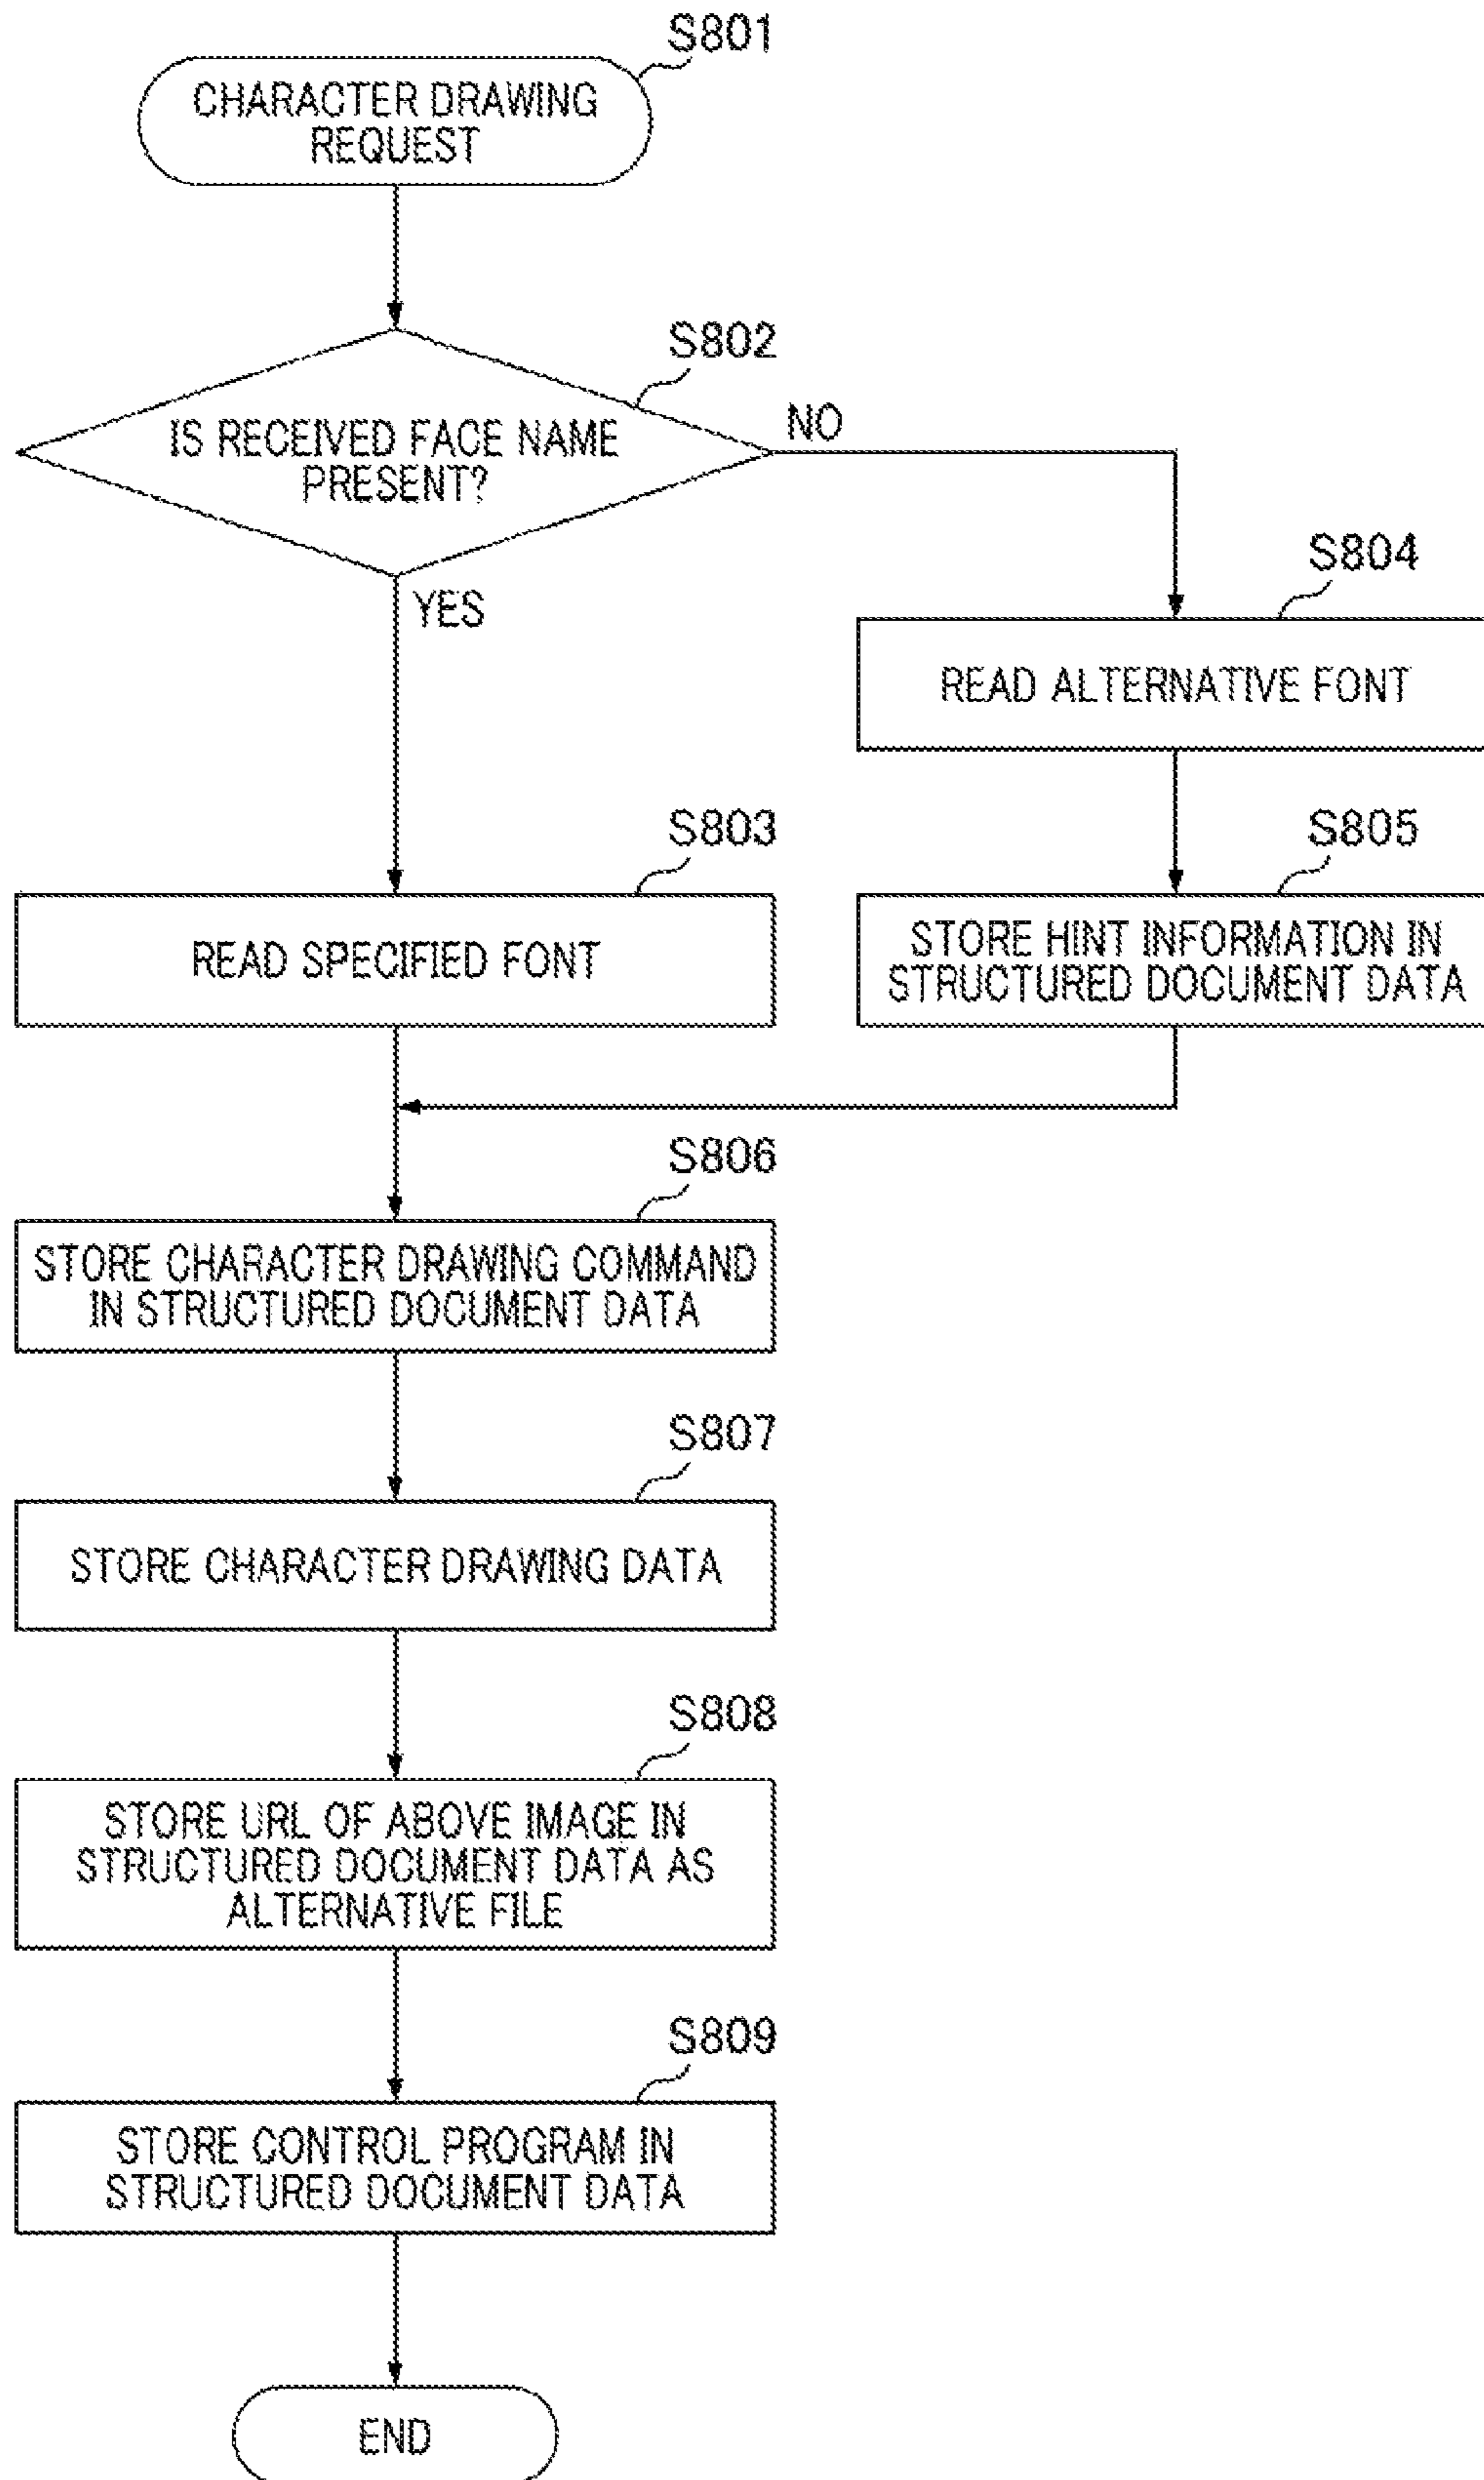 S801
CHARACTER DRAWING
REQUEST
S802
IS RECEIVED FACE NAME
PRESENT?
NO
YES
S804
READ ALTERNATIVE FONT
S803
READ SPECIFIED FONT
S805
STORE HINT INFORMATION IN
STRUCTURED DOCUMENT DATA
S806
STORE CHARACTER DRAWING COMMAND
IN STRUCTURED DOCUMENT DATA
S807
STORE CHARACTER DRAWING DATA
S808
STORE URL OF ABOVE IMAGE IN
STRUCTURED DOCUMENT DATA AS
ALTERNATIVE FILE
S809
STORE CONTROL PROGRAM IN
STRUCTURED DOCUMENT DATA
END